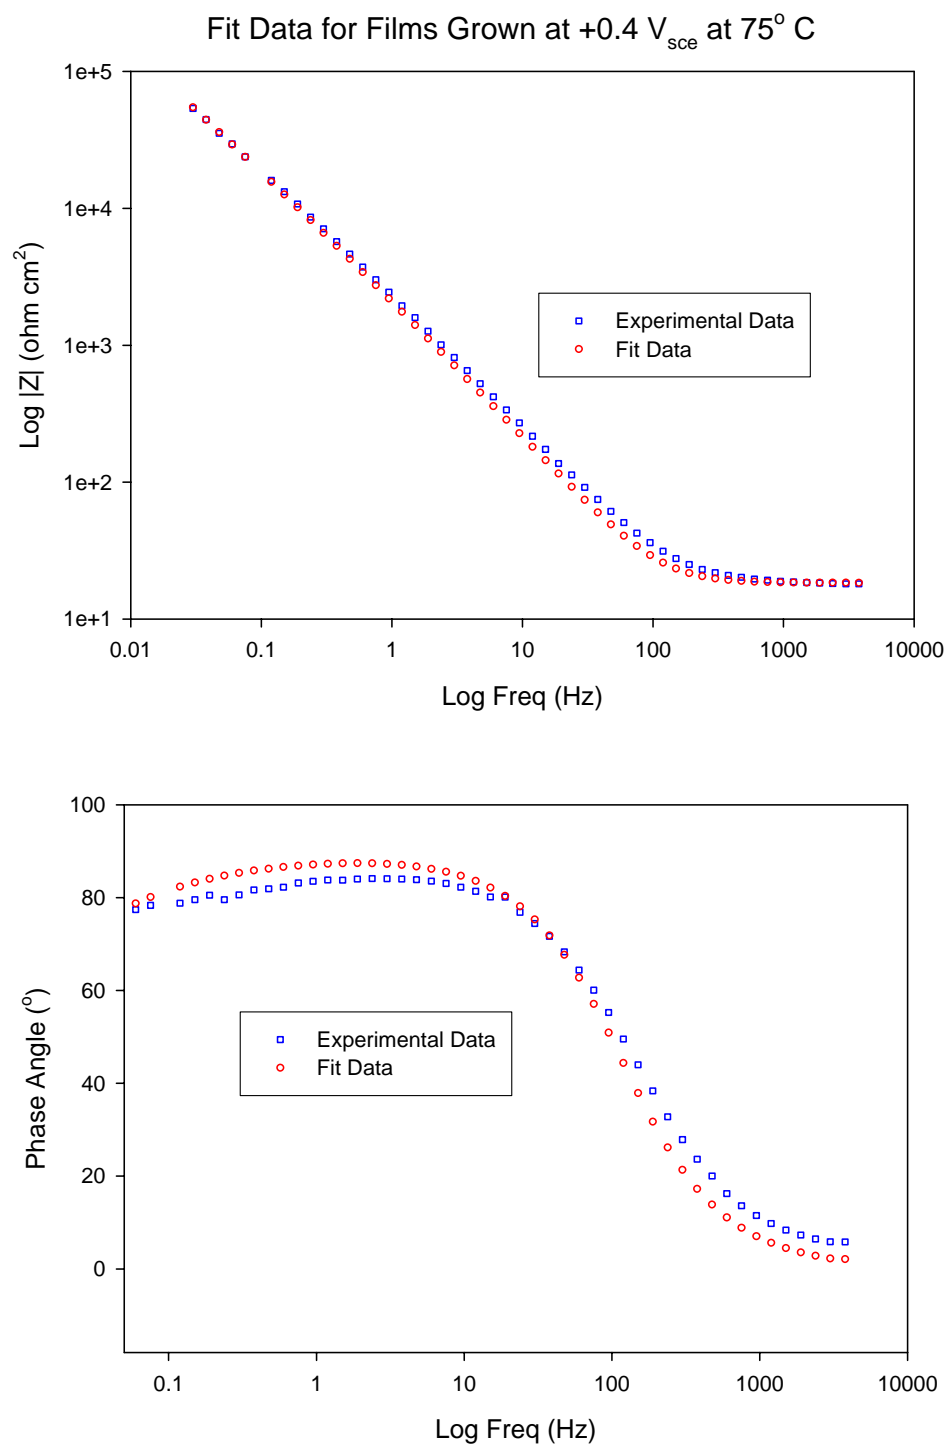 Fit Data for Films Grown at +0.4 Vsce at 75o C
1e+5
1e+4
1e+3
1e+2
1e+1
Log |Z| (ohm cm2)
Experimental Data
Fit Data
0.01 0.1 1 10 100 1000 10000
Log Freq (Hz)
100
80
60
40
20
0
Phase Angle (o)
Experimental Data
Fit Data
0.1 1 10 100 1000 10000
Log Freq (Hz)